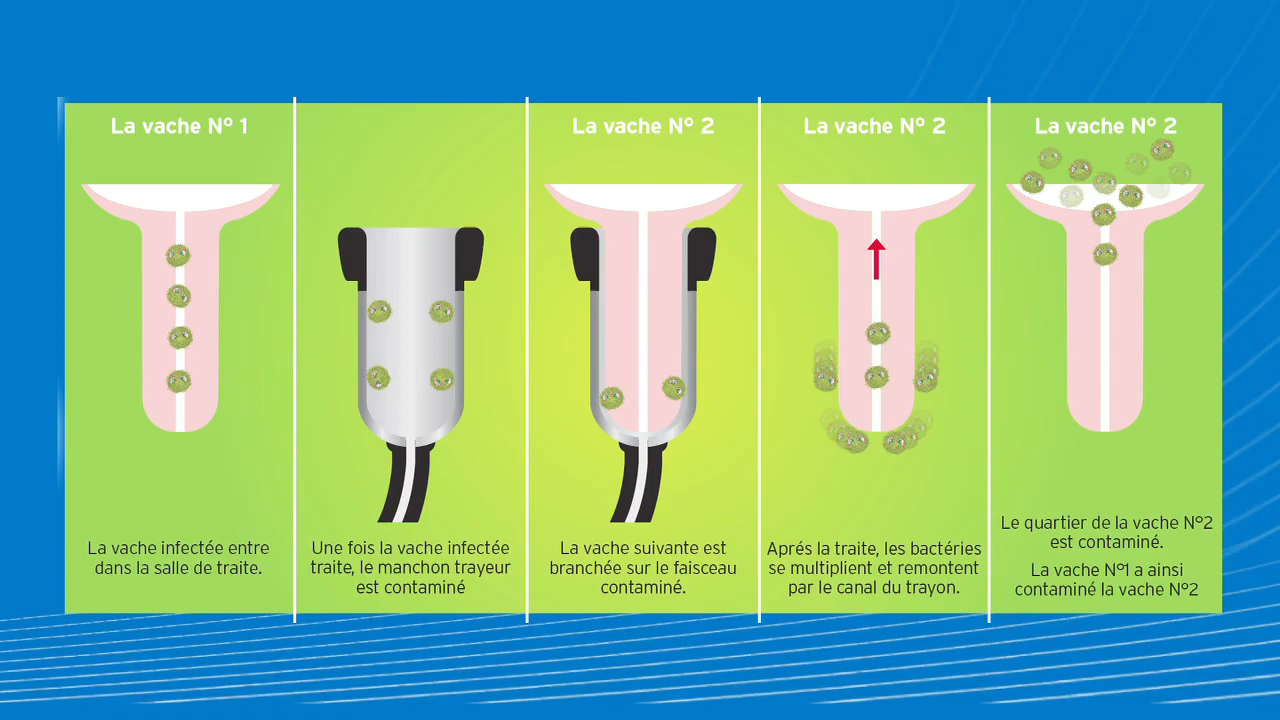 La vache N° 1
La vache infectée entre
dans la salle de traite.
Une fois la vache infectée
traite, le manchon trayeur
est contaminé
La vache N° 2
La vache suivante est
branchée sur le faisceau
contaminé.
La vache N° 2
Aprés la traite, les bactéries
se multiplient et remontent
par le canal du trayon.
La vache N° 2
Le quartier de la vache N°2
est contaminé.
La vache N°1 a ainsi
contaminé la vache N°2